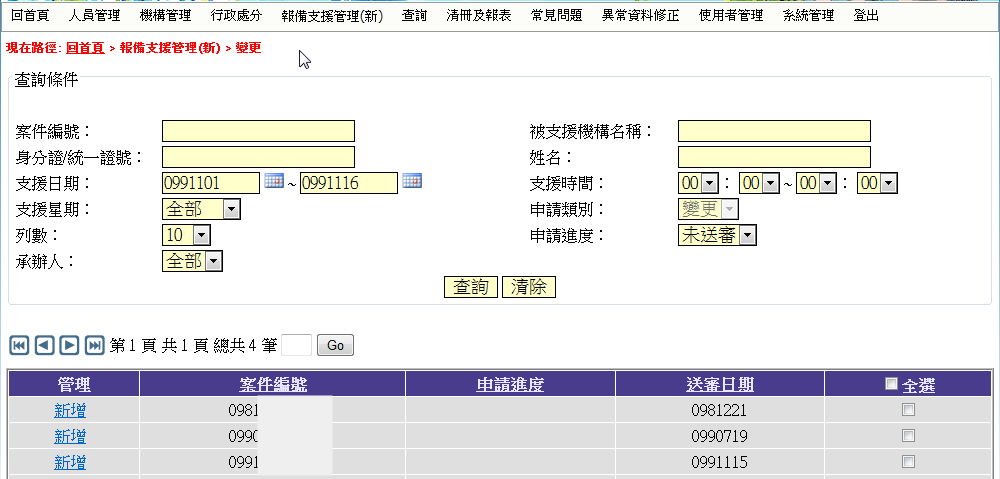 回首頁 人員管理 機構管理 行政處分 報備支援管理(新) 查詢 清冊及報表 常見問題 異常資料修正 使用者管理 系統管理 登出
現在路徑: 回首頁 > 報備支援管理(新) > 變更
查詢條件
案件編號： 被支援機構名稱：
身分證/統一證號： 姓名：
支援日期： 0991101 ~ 0991116 支援時間： 00 : 00 ~ 00 : 00
支援星期： 全部 申請類別： 變更
列數： 10 申請進度： 未送審
承辦人： 全部
查詢 清除
第 1 頁 共 1 頁 總共 4 筆 Go
管理 案件編號 申請進度 送審日期 全選
新增 0981 0981221
新增 0990 0990719
新增 0991 0991115